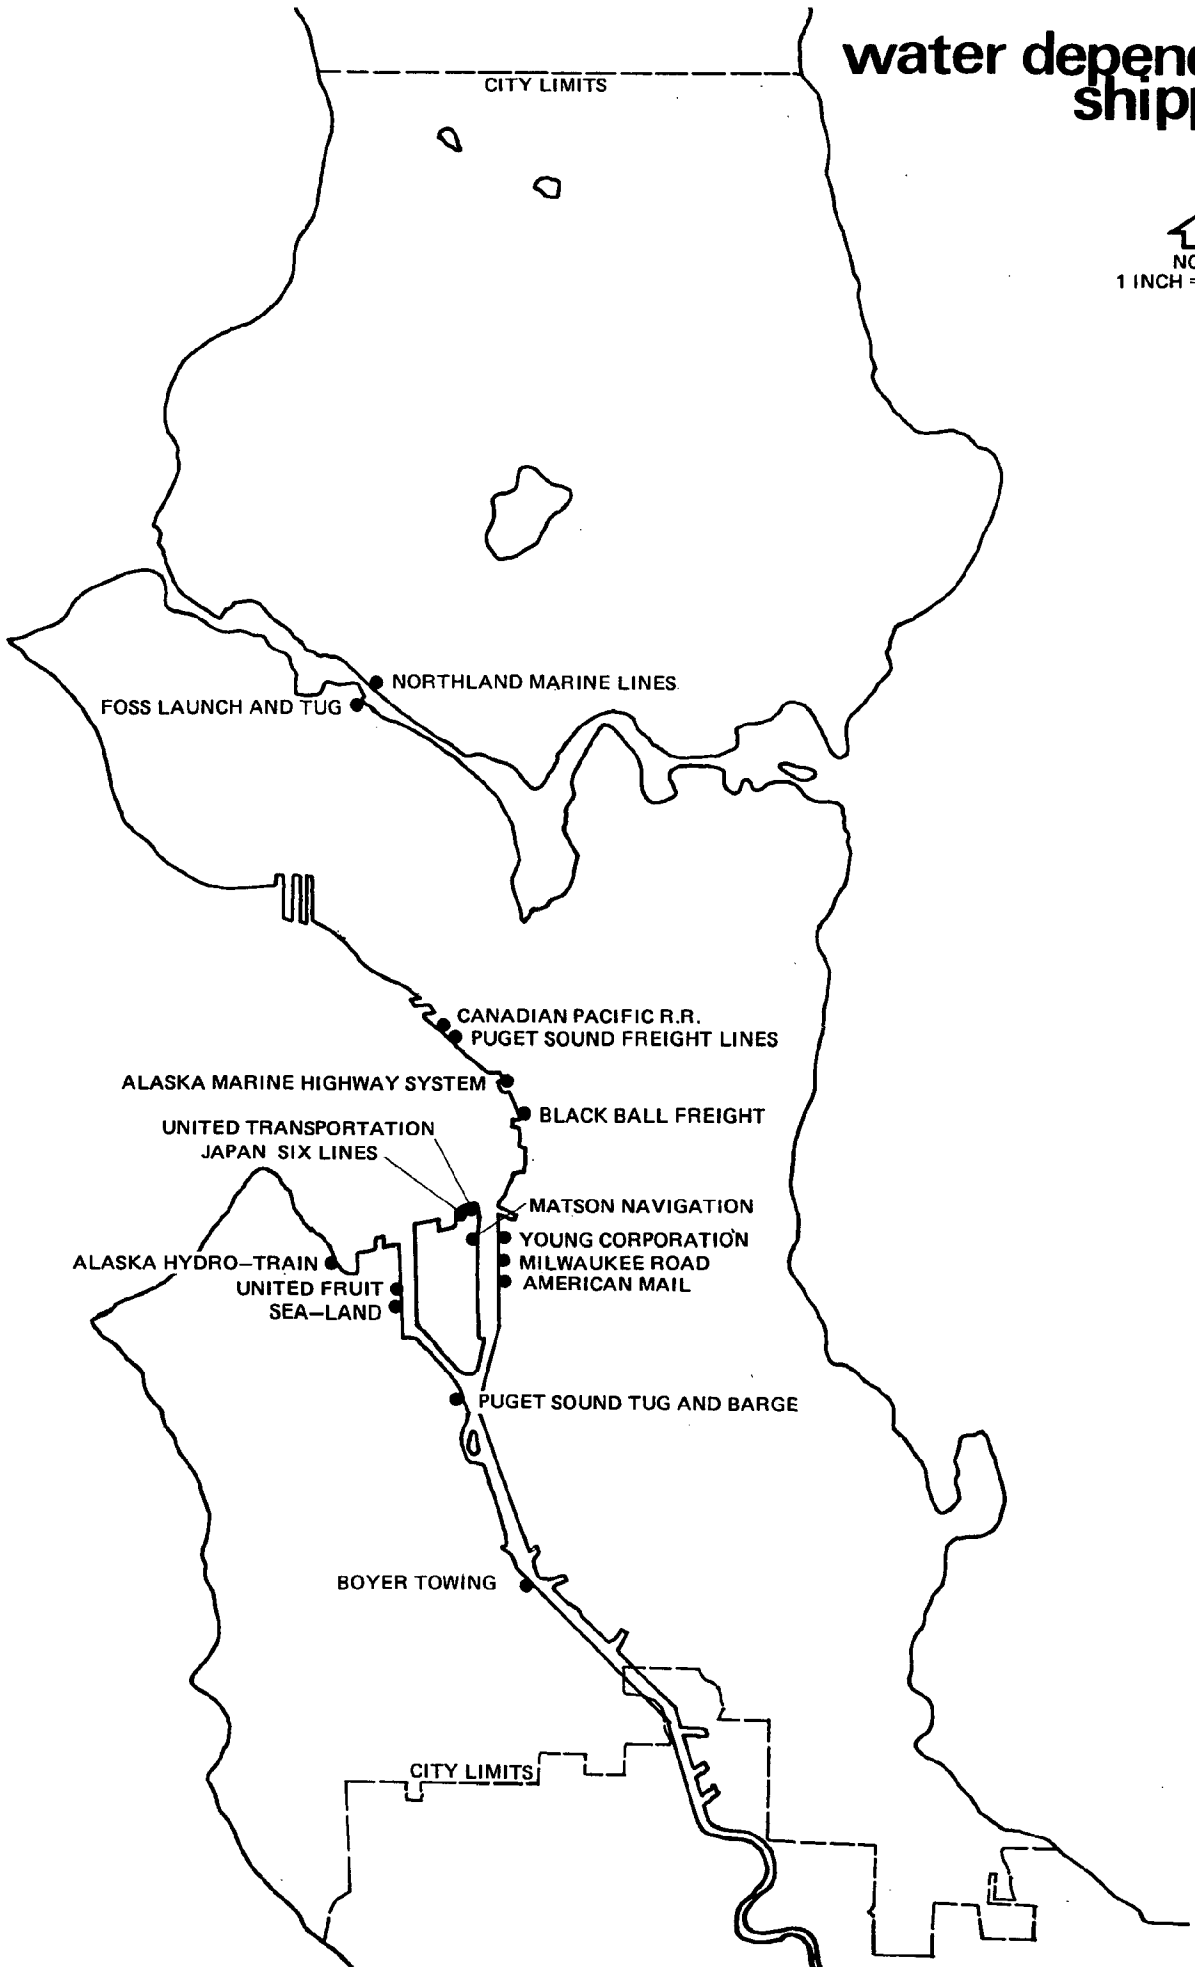 water depend
shipp
CITY LIMITS
1 INCH =
NORTHLAND MARINE LINES
FOSS LAUNCH AND TUG
CANADIAN PACIFIC R.R.
PUGET SOUND FREIGHT LINES
ALASKA MARINE HIGHWAY SYSTEM
BLACK BALL FREIGHT
UNITED TRANSPORTATION
JAPAN SIX LINES
MATSON NAVIGATION
YOUNG CORPORATION
ALASKA HYDRO-TRAIN
MILWAUKEE ROAD
UNITED FRUIT
AMERICAN MAIL
SEA-LAND
PUGET SOUND TUG AND BARGE
BOYER TOWING
CITY LIMITS